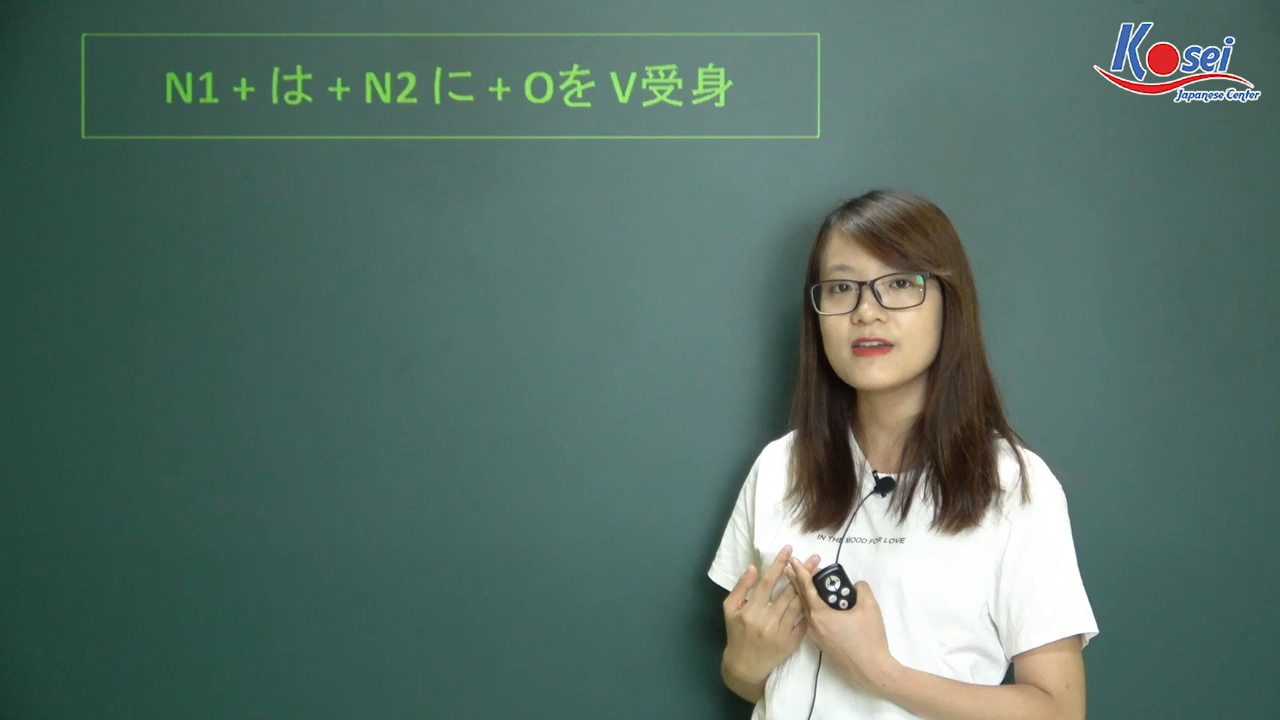 N1 + は + N2 に + Oを V受身
Kosei
Japanese Center
IN THE MOOD FOR LOVE